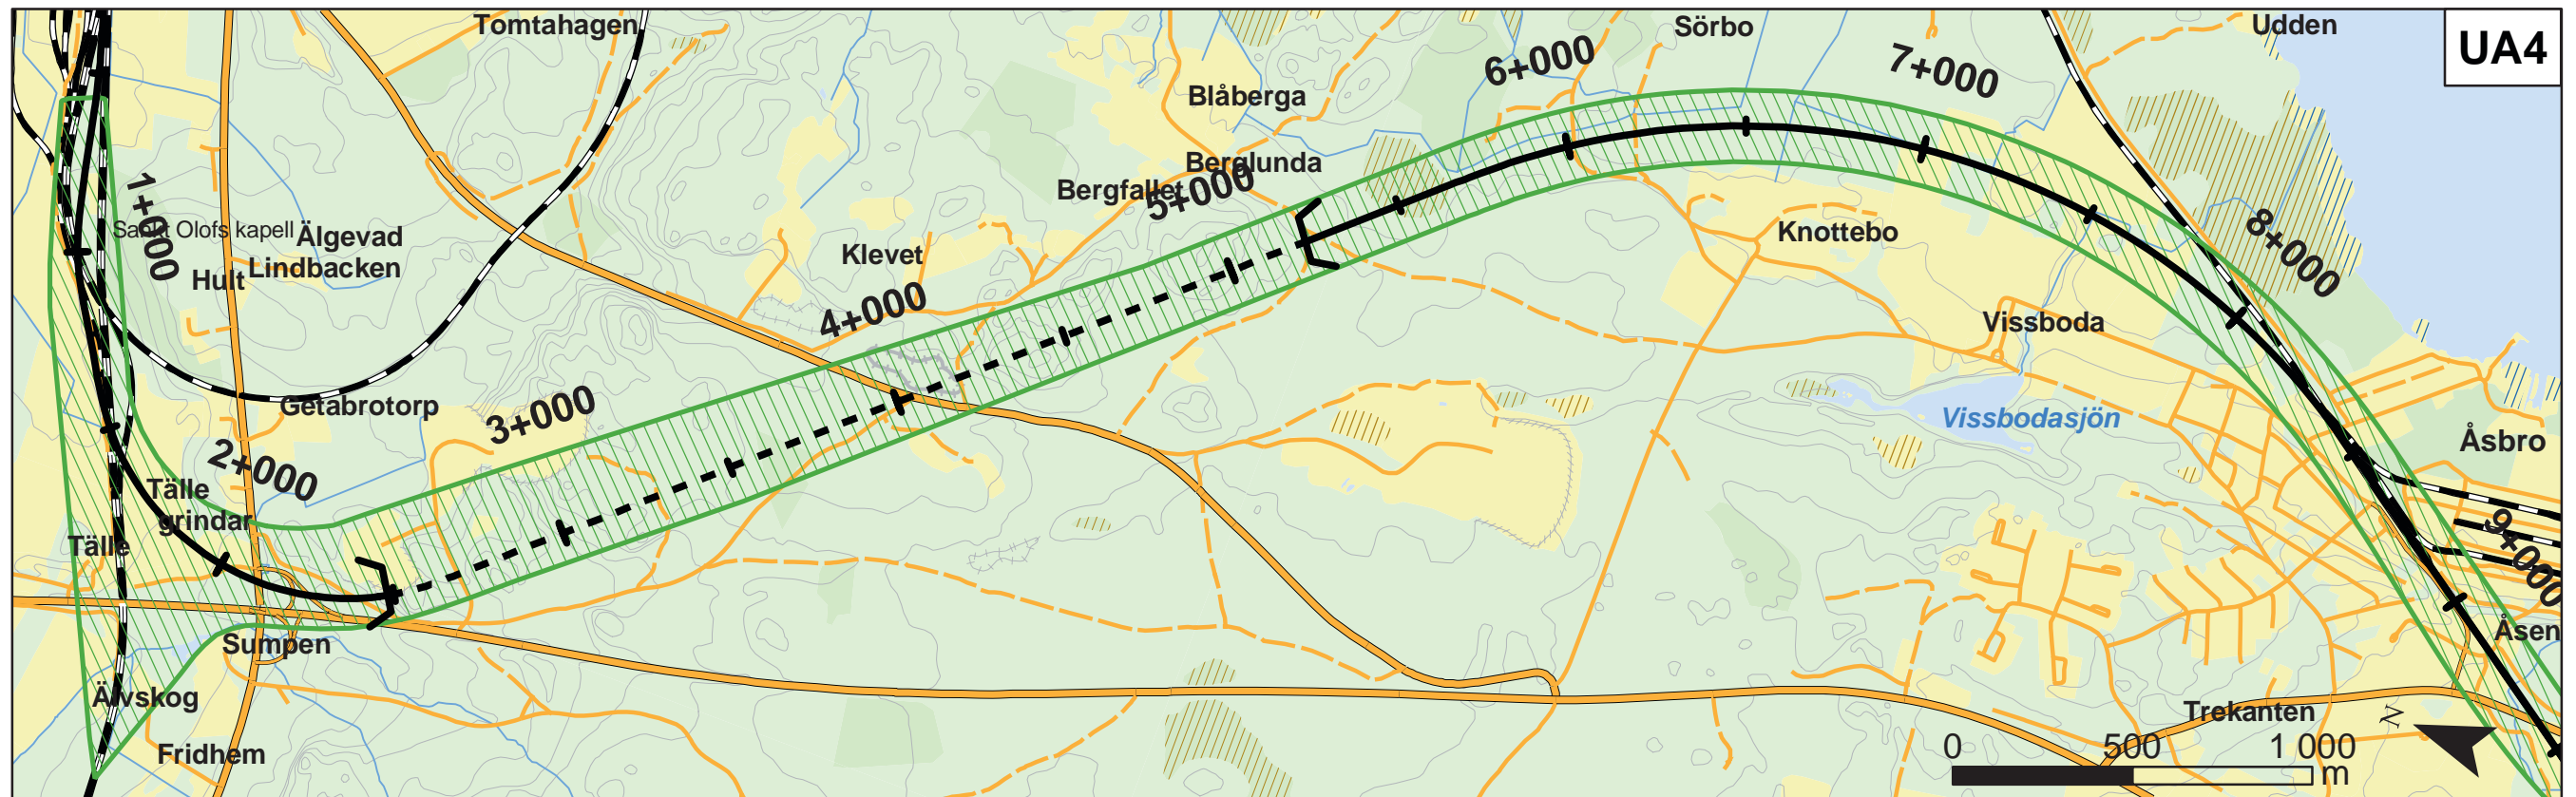 Tomtahagen
Sörbo
Udden
UA4
6+000
7+000
Blåberga
Berglunda
Bergfallet
5+000
1+000
Sankt Olofs kapell
Älgevad
Lindbacken
Hult
Klevet
4+000
Knottebo
8+000
Vissboda
Getabrotorp
3+000
Vissbodasjön
Åsbro
2+000
Tälle
grindar
Tälle
9+000
Sumpen
Åsen
Älvskog
Trekanten
N
Fridhem
0 500 1 000
m